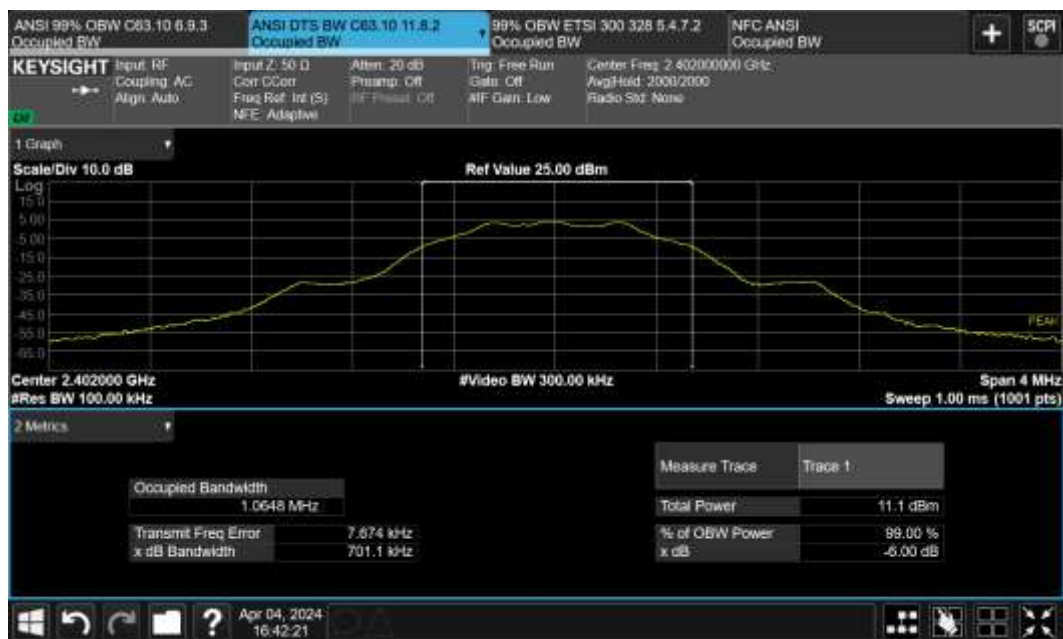 ANSI 99% OBW C63.10 6.9.3
Occupied BW
ANSI DTS BW C63.10 11.8.2
Occupied BW
99% OBW ETSI 300 328 5.4.7.2
Occupied BW
NFC ANSI
Occupied BW
+
SCPI
KEYSIGHT
Input: RF
Coupling: AC
Align: Auto
Input Z: 50 Ω
Corr CCorr
Freq Ref: Int (S)
NFE: Adaptive
Atten: 20 dB
Preamp: Off
Trig: Free Run
Gate: Off
#IF Gain: Low
Center Freq: 2.402000000 GHz
Avg|Hold: 2000/2000
Radio Std: None
1 Graph
Scale/Div 10.0 dB
Ref Value 25.00 dBm
Log
15.0
5.00
-5.00
-15.0
-25.0
-35.0
-45.0
-55.0
-65.0
PEAK
Center 2.402000 GHz
#Video BW 300.00 kHz
Span 4 MHz
#Res BW 100.00 kHz
Sweep 1.00 ms (1001 pts)
2 Metrics
Measure Trace
Trace 1
Occupied Bandwidth
1.0648 MHz
Total Power
11.1 dBm
Transmit Freq Error
7.674 kHz
% of OBW Power
99.00 %
x dB Bandwidth
701.1 kHz
x dB
-6.00 dB
?
Apr 04, 2024
16:42:21